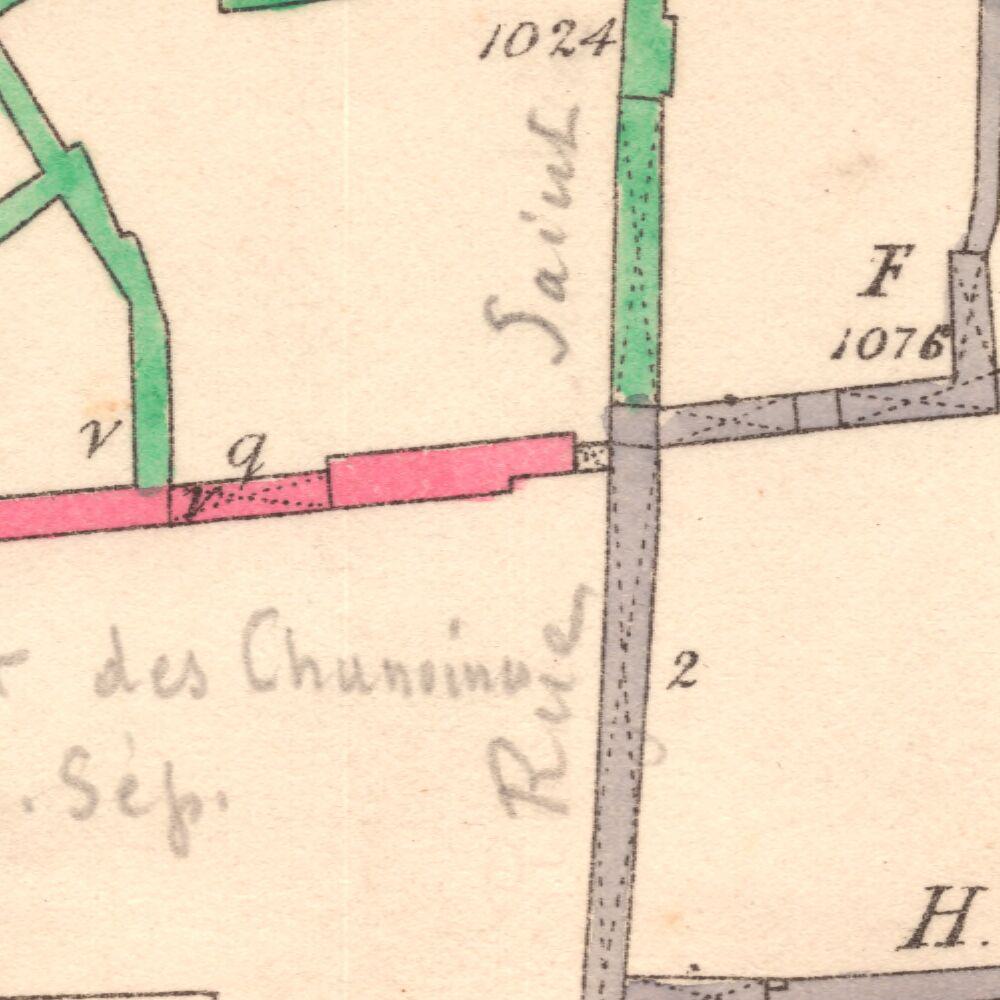 1024
Saint
F
1076
v
q
v
des Chanoines
Rue
2
. Sép.
H.